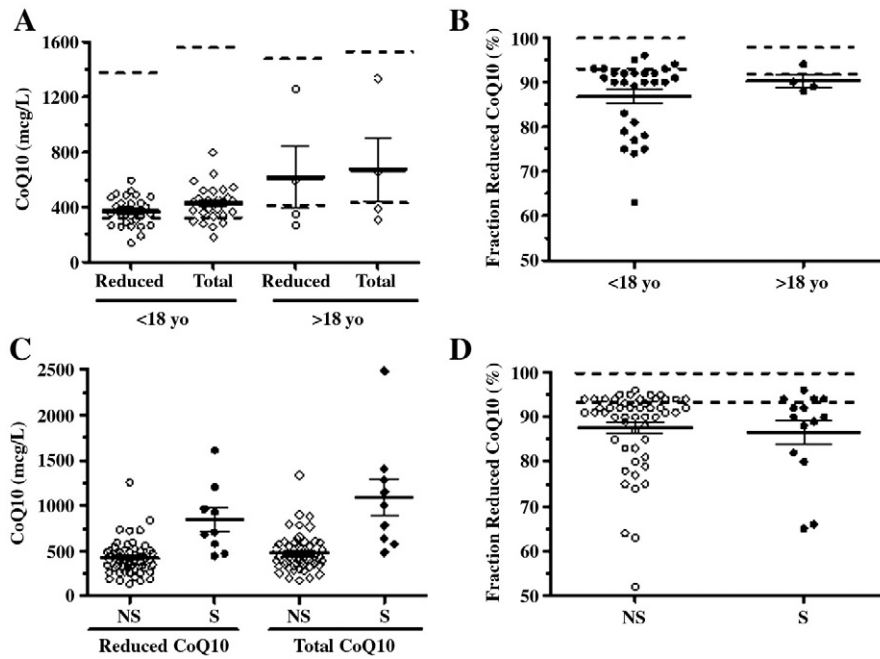 A
CoQ10 (mcg/L)
1600
1200
800
400
0
Reduced Total Reduced Total
<18 yo >18 yo
B
Fraction Reduced CoQ10 (%)
100
90
80
70
60
50
<18 yo >18 yo
C
CoQ10 (mcg/L)
2500
2000
1500
1000
500
0
NS S NS S
Reduced CoQ10 Total CoQ10
D
Fraction Reduced CoQ10 (%)
100
90
80
70
60
50
NS S